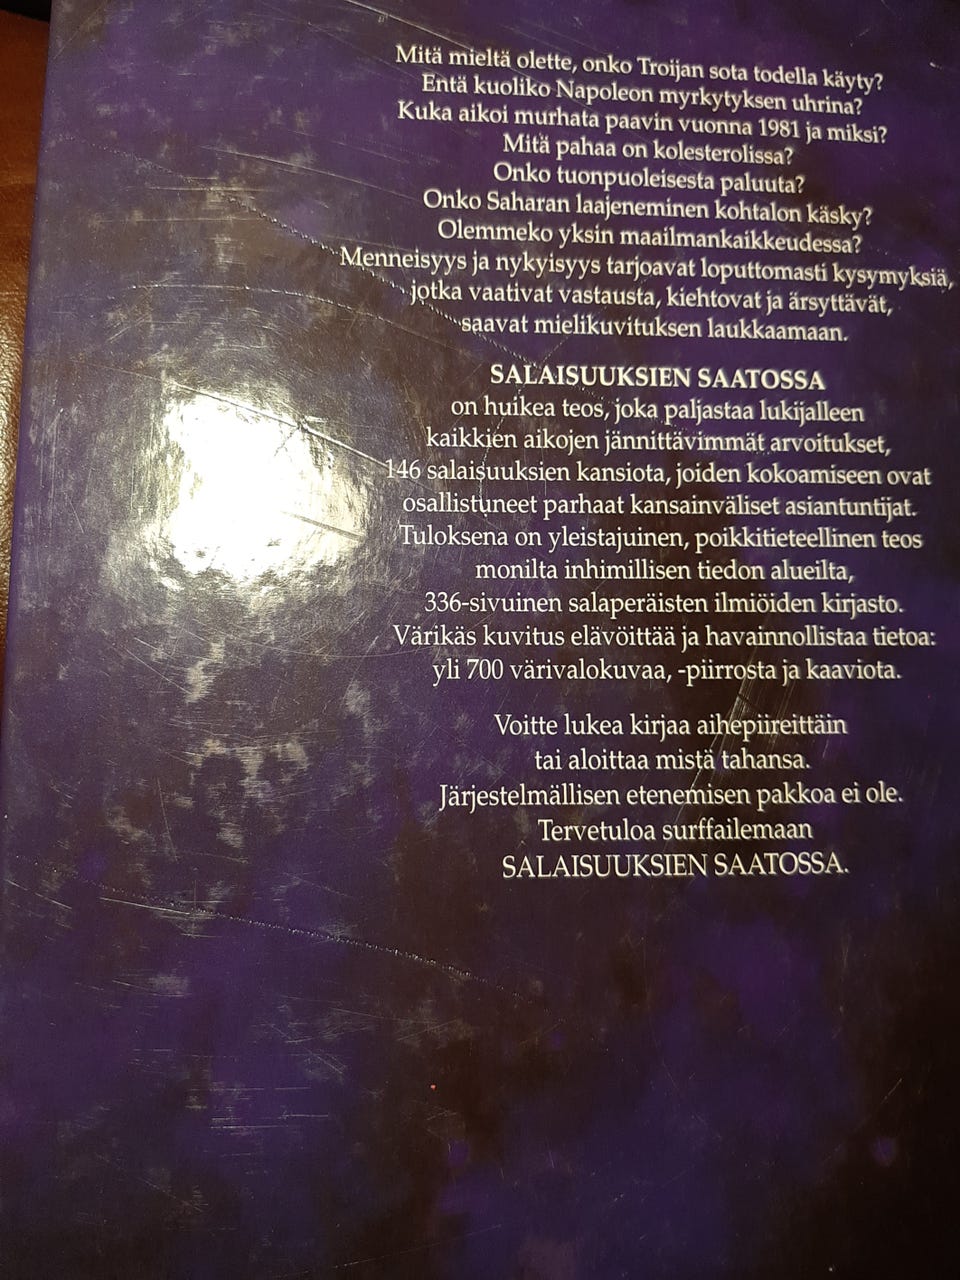 Mitä mieltä olette, onko Troijan sota todella käyty?
Entä kuoliko Napoleon myrkytyksen uhrina?
Kuka aikoi murhata paavin vuonna 1981 ja miksi?
Mitä pahaa on kolesterolissa?
Onko tuonpuoleisesta paluuta?
Onko Saharan laajeneminen kohtalon käsky?
Olemmeko yksin maailmankaikkeudessa?
Menneisyys ja nykyisyys tarjoavat loputtomasti kysymyksiä,
jotka vaativat vastausta, kiehtovat ja ärsyttävät,
saavat mielikuvituksen laukkaamaan.
SALAISUUKSIEN SAATOSSA
on huikea teos, joka paljastaa lukijalleen
kaikkien aikojen jännittävimmät arvoitukset,
146 salaisuuksien kansiota, joiden kokoamiseen ovat
osallistuneet parhaat kansainväliset asiantuntijat.
Tuloksena on yleistajuinen, poikkitieteellinen teos
monilta inhimillisen tiedon alueilta,
336-sivuinen salaperäisten ilmiöiden kirjasto.
Värikäs kuvitus elävöittää ja havainnollistaa tietoa:
yli 700 värivalokuvaa, -piirrosta ja kaaviota.
Voitte lukea kirjaa aihepiireittäin
tai aloittaa mistä tahansa.
Järjestelmällisen etenemisen pakkoa ei ole.
Tervetuloa surffailemaan
SALAISUUKSIEN SAATOSSA.